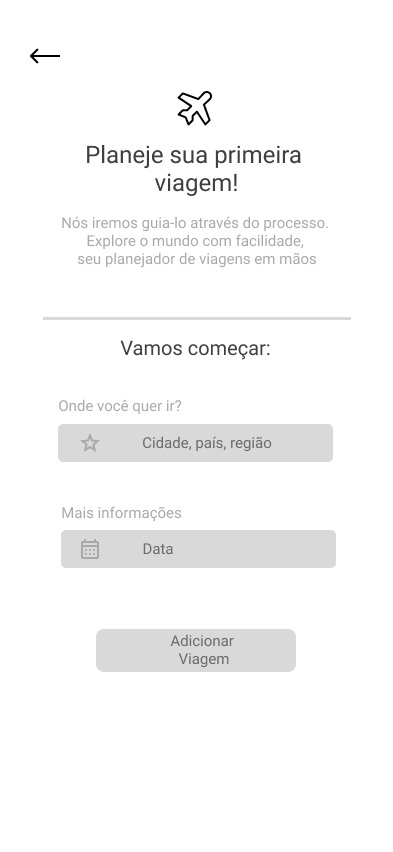 Planeje sua primeira
viagem!
Nós iremos guia-lo através do processo.
Explore o mundo com facilidade,
seu planejador de viagens em mãos
Vamos começar:
Onde você quer ir?
Cidade, país, região
Mais informações
Data
Adicionar
Viagem